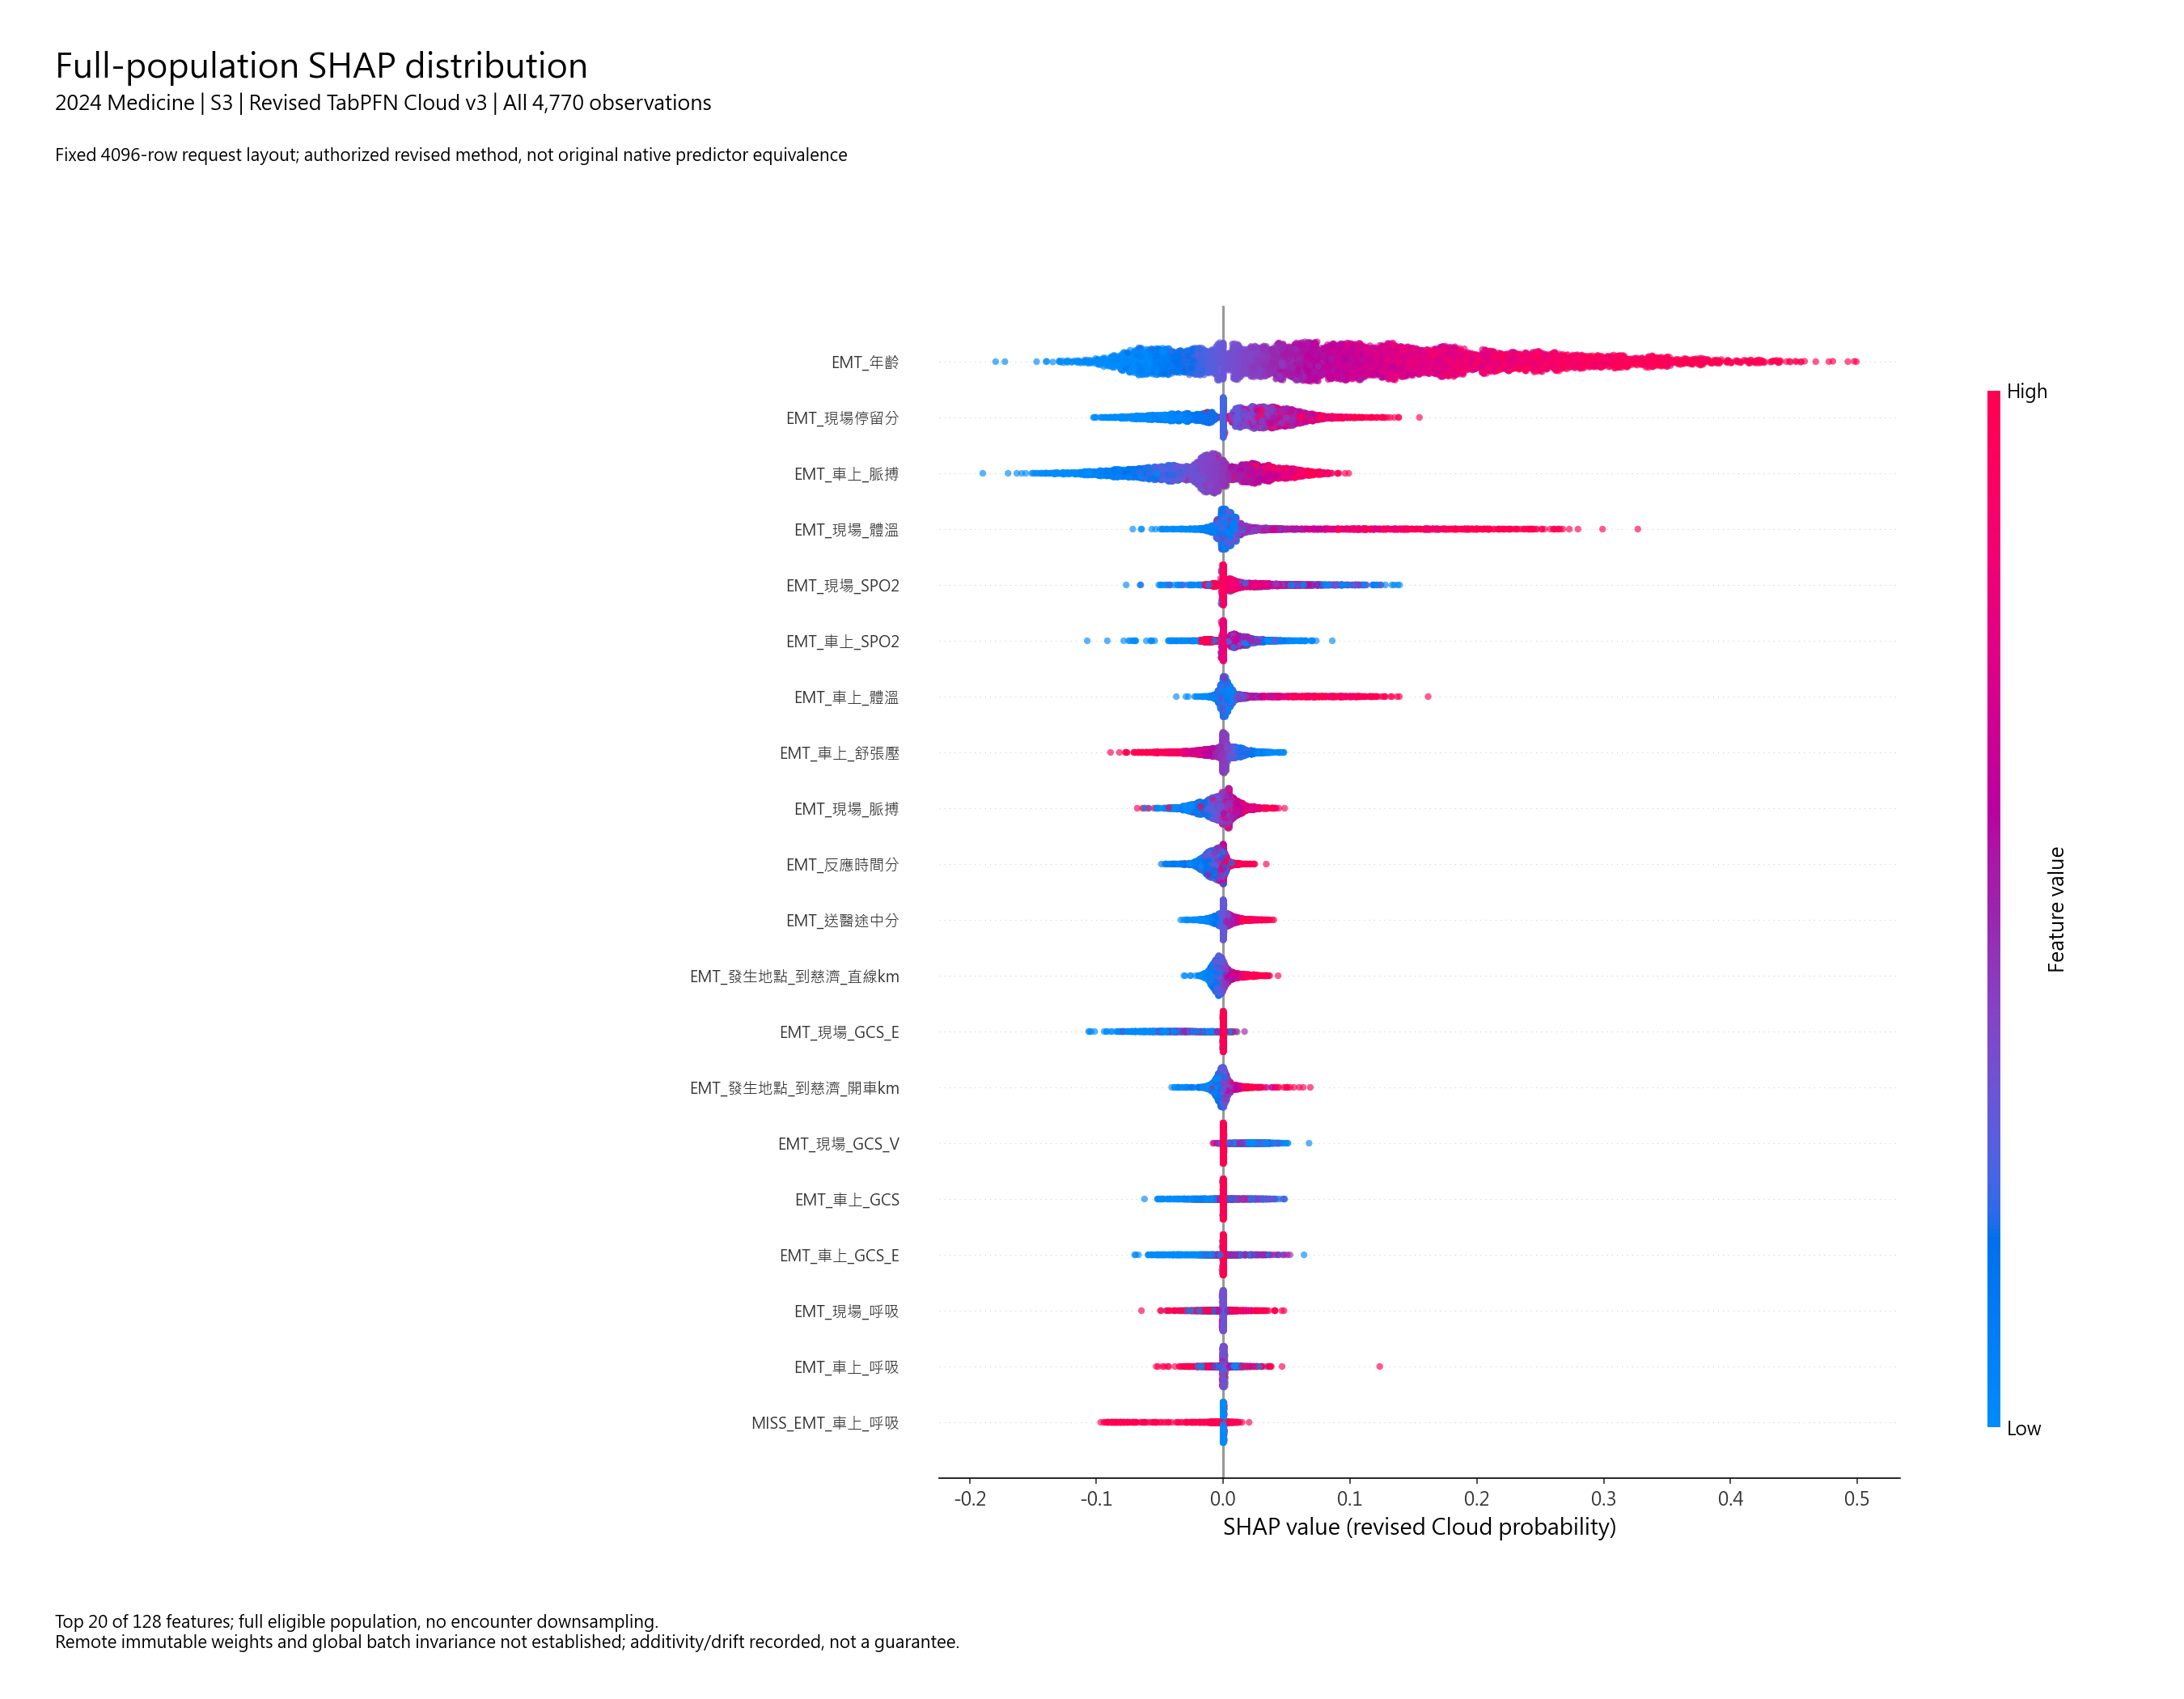 Full-population SHAP distribution
2024 Medicine | S3 | Revised TabPFN Cloud v3 | All 4,770 observations
Fixed 4096-row request layout; authorized revised method, not original native predictor equivalence
EMT_年齡
EMT_現場停留分
EMT_車上_脈搏
EMT_現場_體溫
EMT_現場_SPO2
EMT_車上_SPO2
EMT_車上_體溫
EMT_車上_舒張壓
EMT_現場_脈搏
EMT_反應時間分
EMT_送醫途中分
EMT_發生地點_到慈濟_直線km
EMT_現場_GCS_E
EMT_發生地點_到慈濟_開車km
EMT_現場_GCS_V
EMT_車上_GCS
EMT_車上_GCS_E
EMT_現場_呼吸
EMT_車上_呼吸
MISS_EMT_車上_呼吸
-0.2 -0.1 0.0 0.1 0.2 0.3 0.4 0.5
SHAP value (revised Cloud probability)
High
Feature value
Low
Top 20 of 128 features; full eligible population, no encounter downsampling.
Remote immutable weights and global batch invariance not established; additivity/drift recorded, not a guarantee.